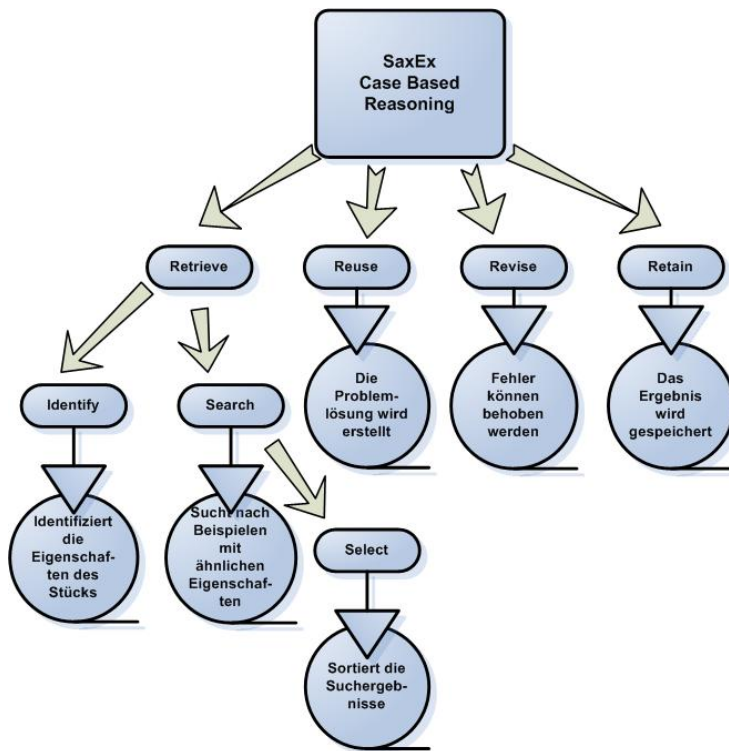 SaxEx
Case Based
Reasoning
Retrieve
Reuse
Revise
Retain
Die
Problem-
lösung wird
erstellt
Fehler
können
behoben
werden
Das
Ergebnis
wird
gespeichert
Identify
Search
Identifiziert
die
Eigenschaf-
ten des
Stücks
Sucht nach
Beispielen
mit
ähnlichen
Eigenschaf-
ten
Select
Sortiert die
Suchergeb-
nisse